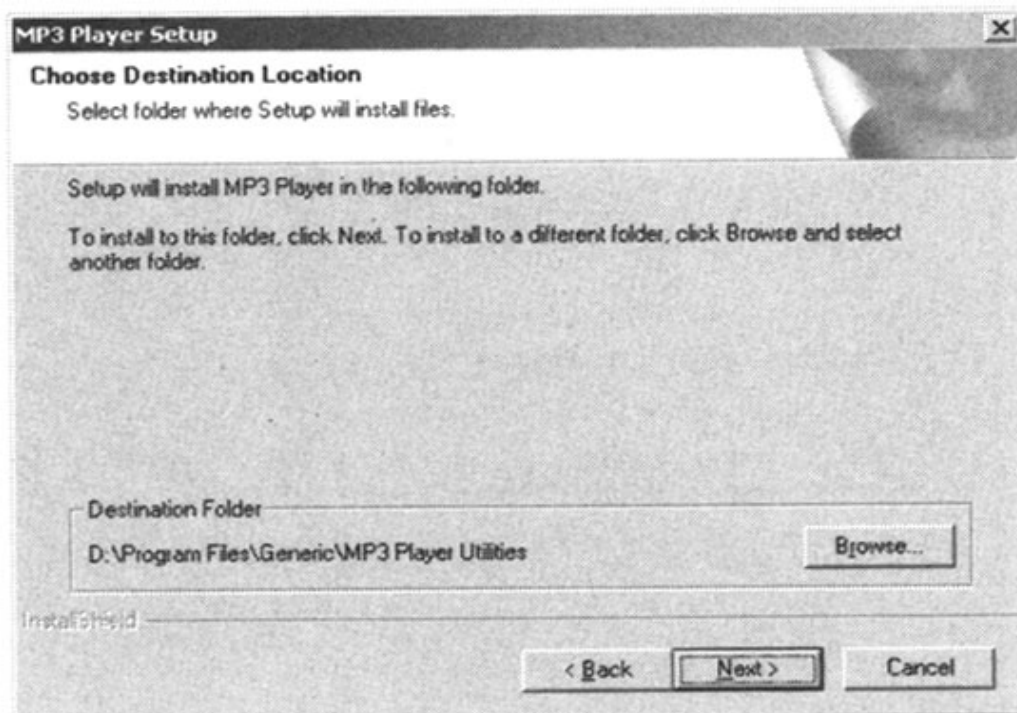 MP3 Player Setup
Choose Destination Location
Select folder where Setup will install files.
Setup will install MP3 Player in the following folder.
To install to this folder, click Next. To install to a different folder, click Browse and select
another folder.
Destination Folder
D:\Program Files\Generic\MP3 Player Utilities
Browse...
InstallShield
< Back
Next >
Cancel